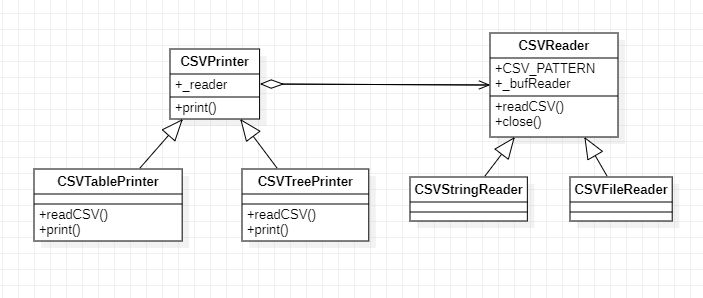 CSVPrinter
+_reader
+print()
CSVReader
+CSV_PATTERN
+_bufReader
+readCSV()
+close()
CSVTablePrinter
+readCSV()
+print()
CSVTreePrinter
+readCSV()
+print()
CSVStringReader
CSVFileReader